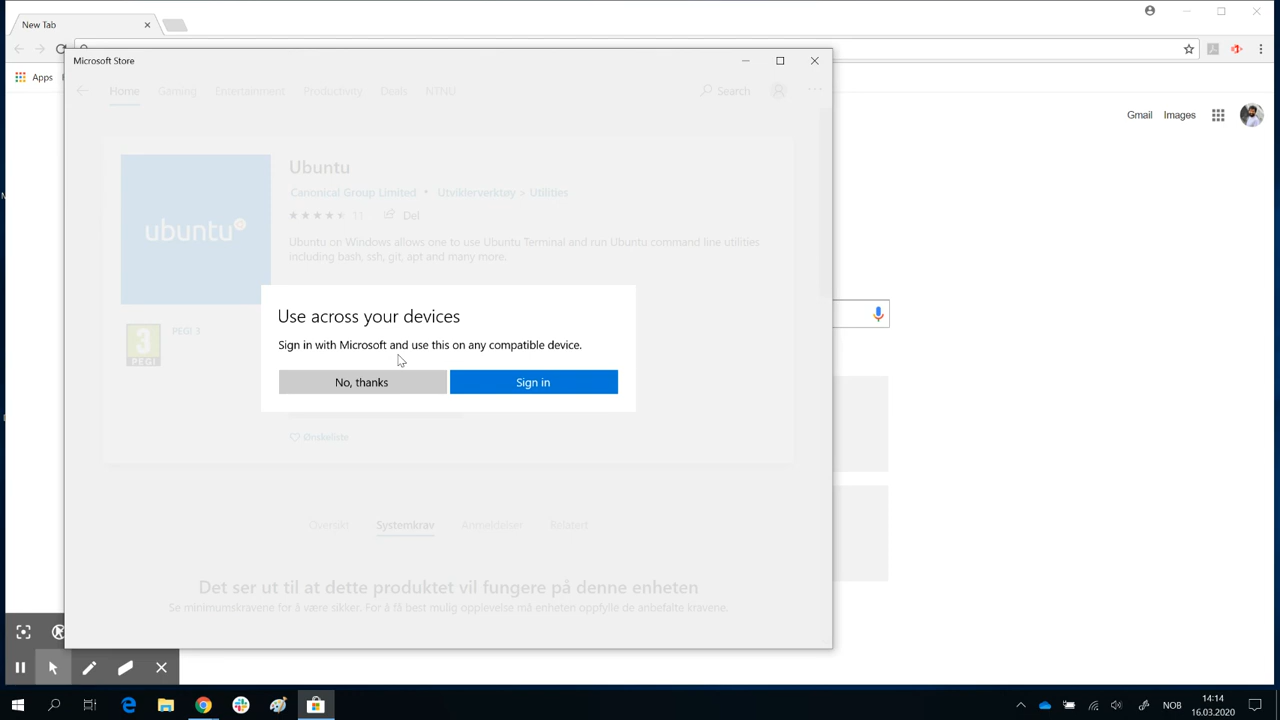 New Tab
Apps
Gmail
Images
Microsoft Store
Home
Gaming
Entertainment
Productivity
Deals
NTNU
Search
ubuntu
Ubuntu
Canonical Group Limited • Utviklerverktøy > Utilities
11
Del
Ubuntu on Windows allows one to use Ubuntu Terminal and run Ubuntu command line utilities
including bash, ssh, git, apt and many more.
3
PEGI
PEGI 3
Use across your devices
Sign in with Microsoft and use this on any compatible device.
No, thanks
Sign in
Ønskeliste
Oversikt
Systemkrav
Anmeldelser
Relatert
Det ser ut til at dette produktet vil fungere på denne enheten
Se minimumskravene for å være sikker. For å få best mulig opplevelse må enheten oppfylle de anbefalte kravene.
NOB
14:14
16.03.2020